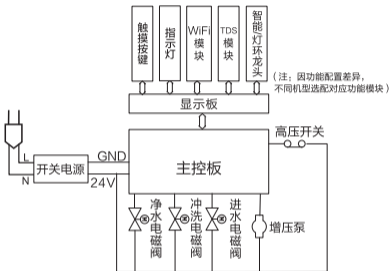 触摸按键
指示灯
WiFi模块
TDS模块
智能灯环龙头
（注：因功能配置差异，
不同机型选配对应功能模块）
显示板
高压开关
L
N
开关电源
GND
24V
主控板
净水电磁阀
冲洗电磁阀
进水电磁阀
增压泵